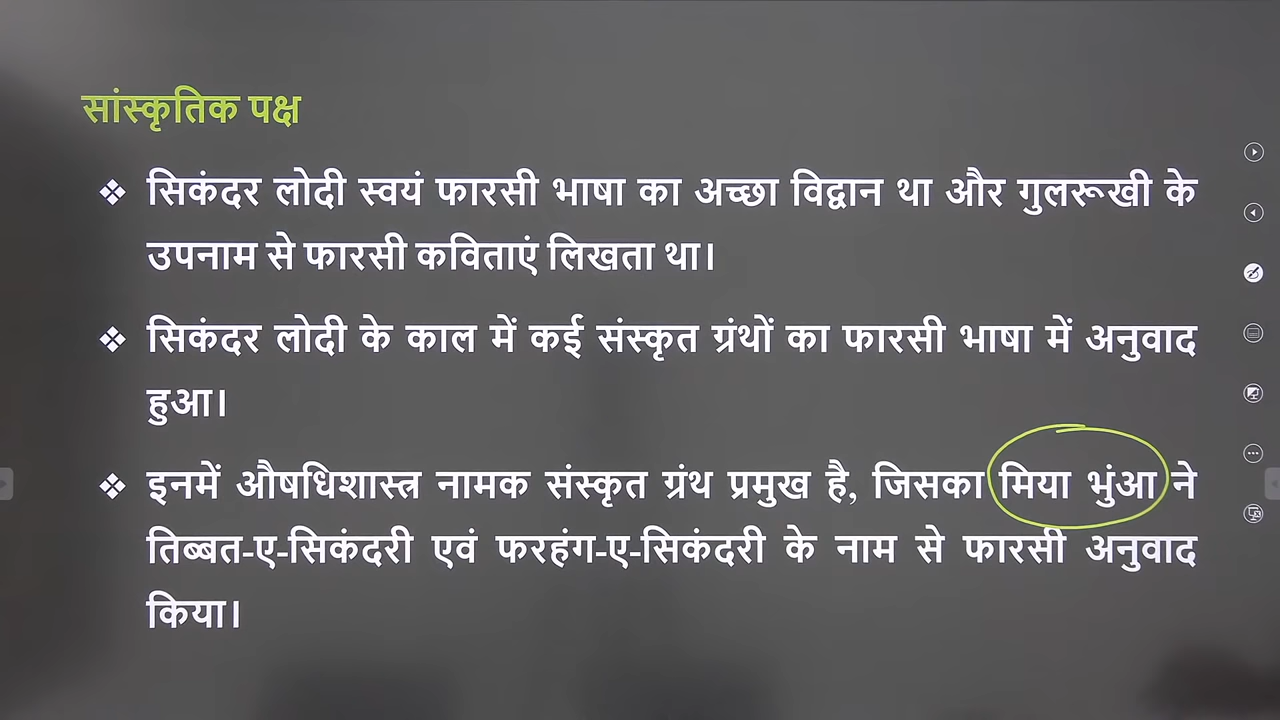 सांस्कृतिक पक्ष
❖ सिकंदर लोदी स्वयं फारसी भाषा का अच्छा विद्वान था और गुलरूखी के
उपनाम से फारसी कविताएं लिखता था।
❖ सिकंदर लोदी के काल में कई संस्कृत ग्रंथों का फारसी भाषा में अनुवाद
हुआ।
❖ इनमें औषधिशास्त्र नामक संस्कृत ग्रंथ प्रमुख है, जिसका मिया भुंआ ने
तिब्बत-ए-सिकंदरी एवं फरहंग-ए-सिकंदरी के नाम से फारसी अनुवाद
किया।